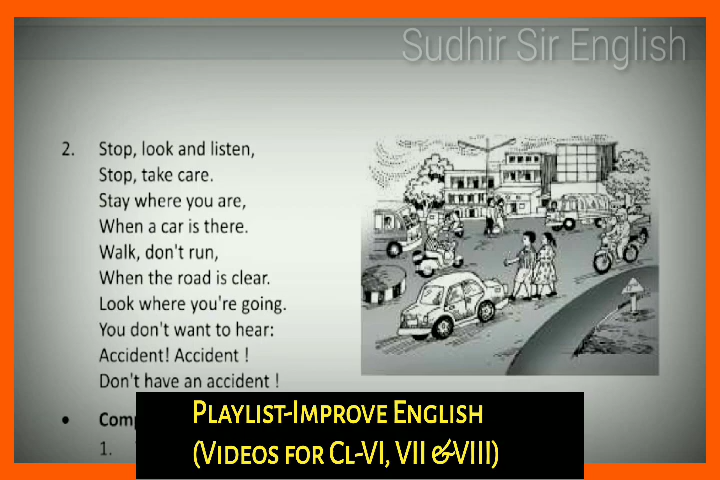 Sudhir Sir English
2. Stop, look and listen,
Stop, take care.
Stay where you are,
When a car is there.
Walk, don't run,
When the road is clear.
Look where you're going.
You don't want to hear:
Accident! Accident !
Don't have an accident !
•
1.
Playlist-Improve English
(Videos for Cl-VI, VII &VIII)